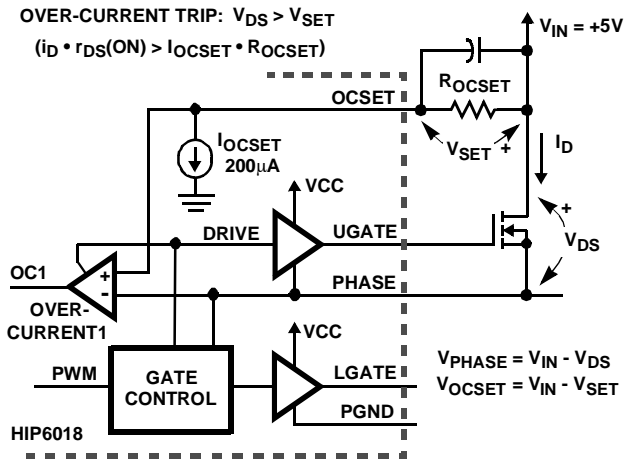 OVER-CURRENT TRIP: VDS > VSET
(iD • rDS(ON) > IOCSET • ROCSET)
VIN = +5V
OCSET
ROCSET
VSET +
ID
IOCSET
200μA
VCC
DRIVE
UGATE
+
VDS
OC1
+
-
OVER-
CURRENT1
PHASE
VCC
PWM
GATE
CONTROL
LGATE
PGND
VPHASE = VIN - VDS
VOCSET = VIN - VSET
HIP6018